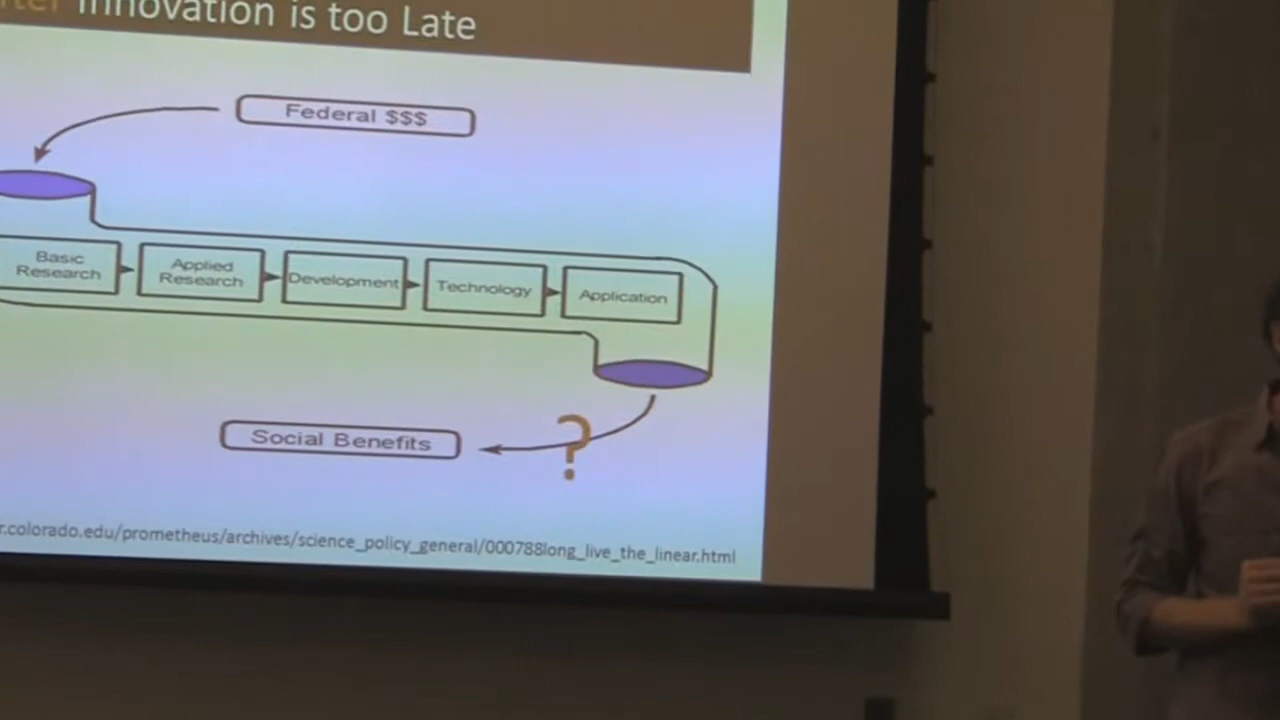 Innovation is too Late
Federal $$$
Basic
Research
Applied
Research
Development
Technology
Application
Social Benefits
?
r.colorado.edu/prometheus/archives/science_policy_general/000788long_live_the_linear.html